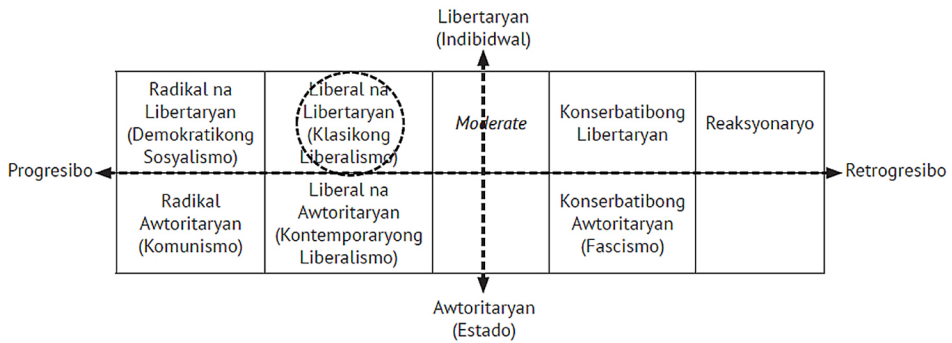 Libertaryan
(Indibidwal)
Radikal na
Libertaryan
(Demokratikong
Sosyalismo)
Liberal na
Libertaryan
(Klasikong
Liberalismo)
Moderate
Konserbatibong
Libertaryan
Reaksyonaryo
Progresibo
Retrogresibo
Radikal
Awtoritaryan
(Komunismo)
Liberal na
Awtoritaryan
(Kontemporaryong
Liberalismo)
Konserbatibong
Awtoritaryan
(Fascismo)
Awtoritaryan
(Estado)